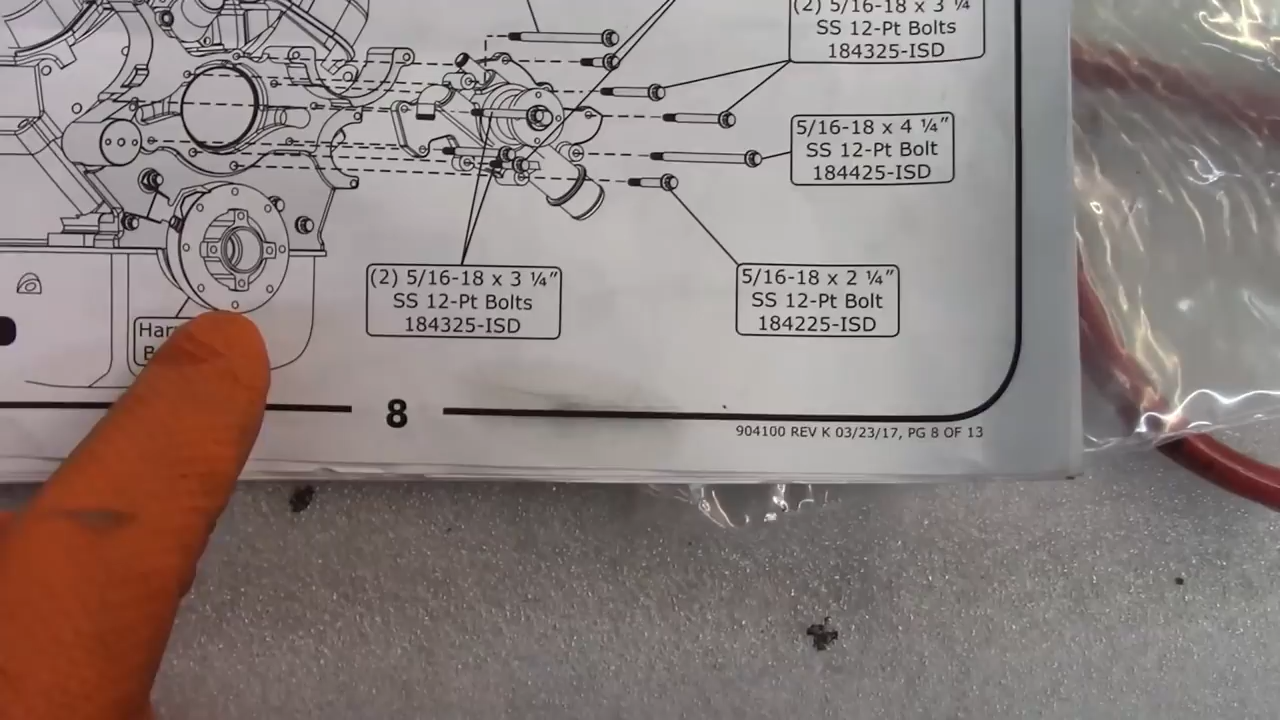 (2) 5/16-18 x 3 ¼
SS 12-Pt Bolts
184325-ISD
5/16-18 x 4 ¼”
SS 12-Pt Bolt
184425-ISD
(2) 5/16-18 x 3 ¼”
SS 12-Pt Bolts
184325-ISD
5/16-18 x 2 ¼”
SS 12-Pt Bolt
184225-ISD
8
904100 REV K 03/23/17, PG 8 OF 13